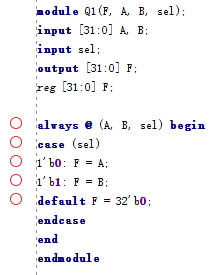 module Q1(F, A, B, sel);
input [31:0] A, B;
input sel;
output [31:0] F;
reg [31:0] F;
always @ (A, B, sel) begin
case (sel)
1'b0: F = A;
1'b1: F = B;
default F = 32'b0;
endcase
end
endmodule